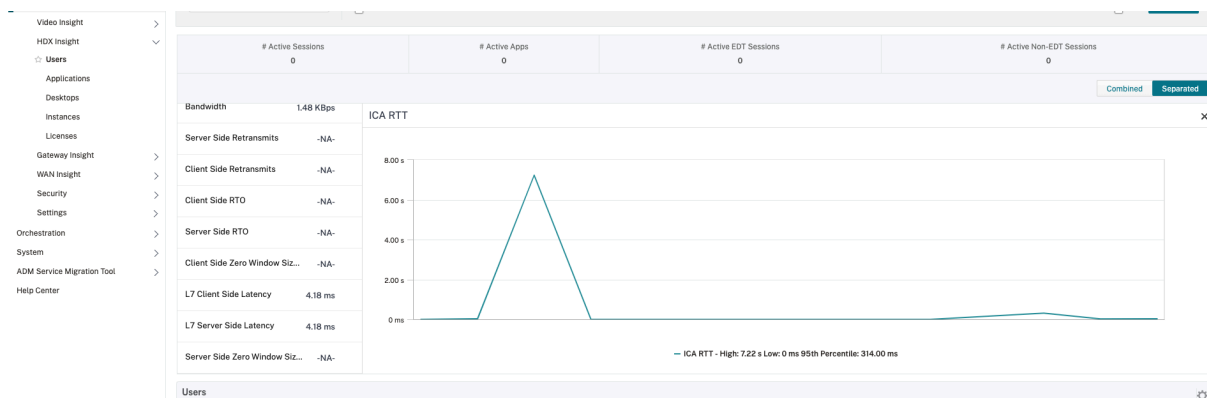 Video Insight
HDX Insight
Users
Applications
Desktops
Instances
Licenses
Gateway Insight
WAN Insight
Security
Settings
Orchestration
System
ADM Service Migration Tool
Help Center
# Active Sessions
0
# Active Apps
0
# Active EDT Sessions
0
# Active Non-EDT Sessions
0
Combined Separated
Bandwidth 1.48 KBps
Server Side Retransmits -NA-
Client Side Retransmits -NA-
Client Side RTO -NA-
Server Side RTO -NA-
Client Side Zero Window Siz... -NA-
L7 Client Side Latency 4.18 ms
L7 Server Side Latency 4.18 ms
Server Side Zero Window Siz... -NA-
ICA RTT
8.00 s
6.00 s
4.00 s
2.00 s
0 ms
ICA RTT - High: 7.22 s Low: 0 ms 95th Percentile: 314.00 ms
Users